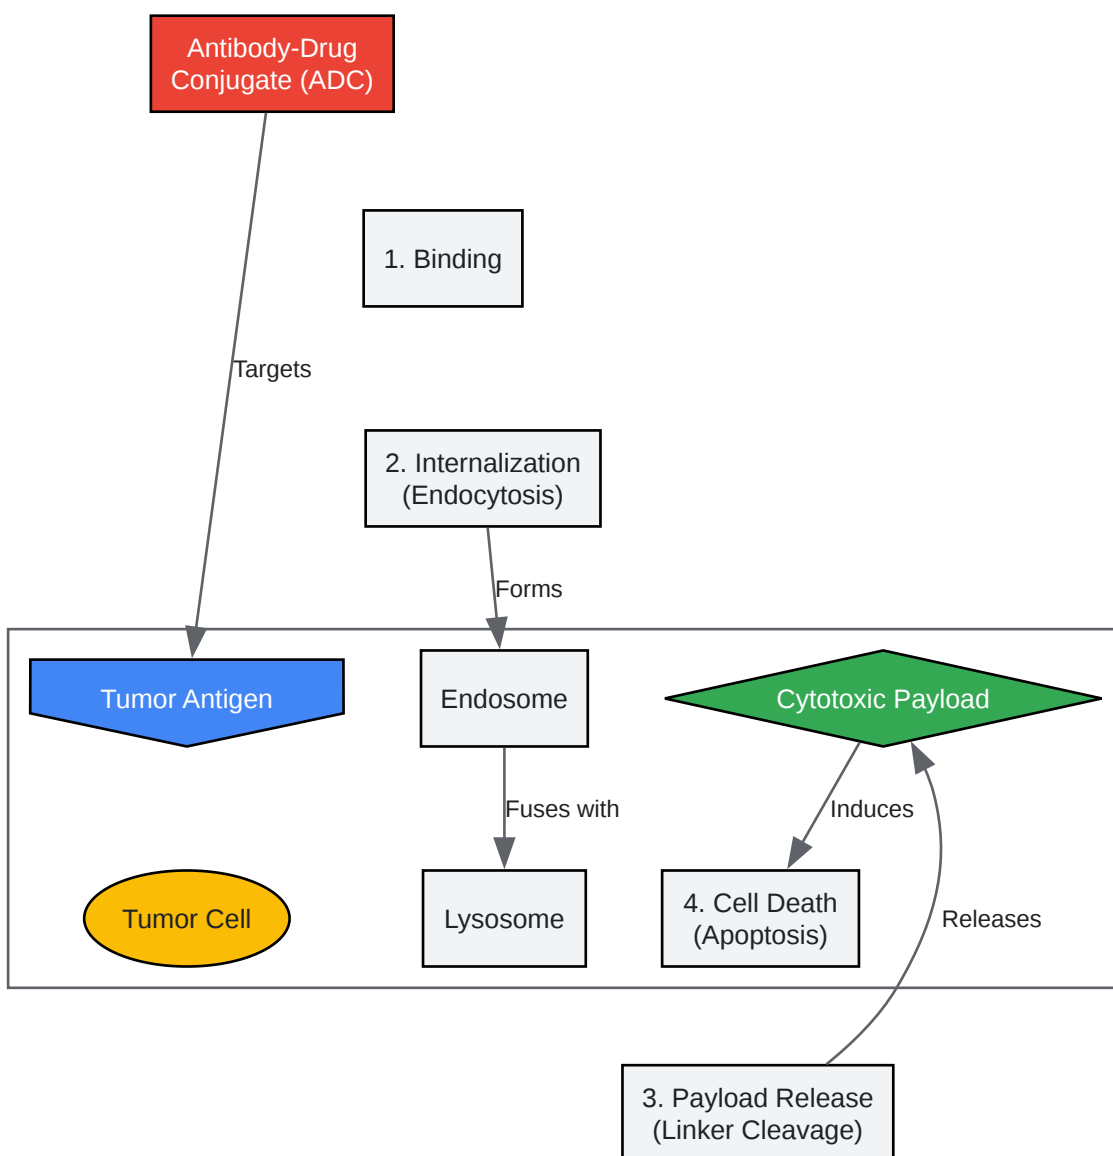 Antibody-Drug
Conjugate (ADC)
1. Binding
Targets
2. Internalization
(Endocytosis)
Forms
Tumor Antigen
Endosome
Cytotoxic Payload
Fuses with
Induces
Tumor Cell
Lysosome
4. Cell Death
(Apoptosis)
Releases
3. Payload Release
(Linker Cleavage)